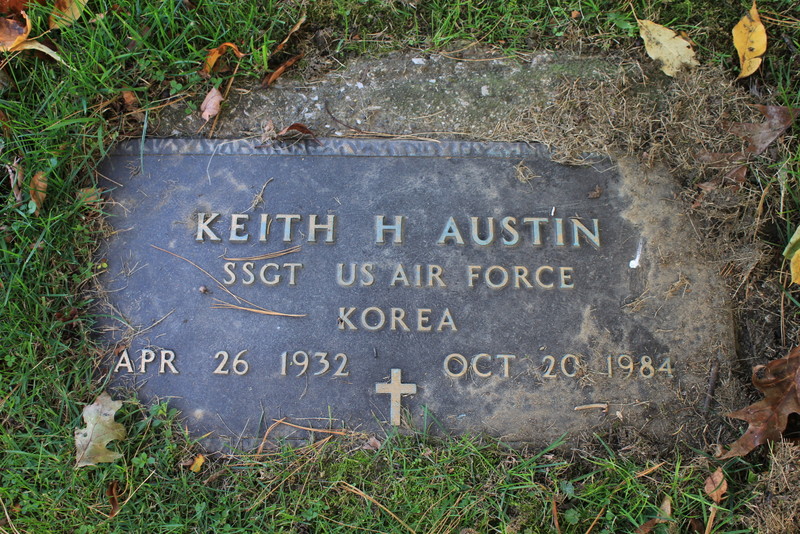 KEITH H AUSTIN
SSGT US AIR FORCE
KOREA
APR 26 1932 OCT 20 1984